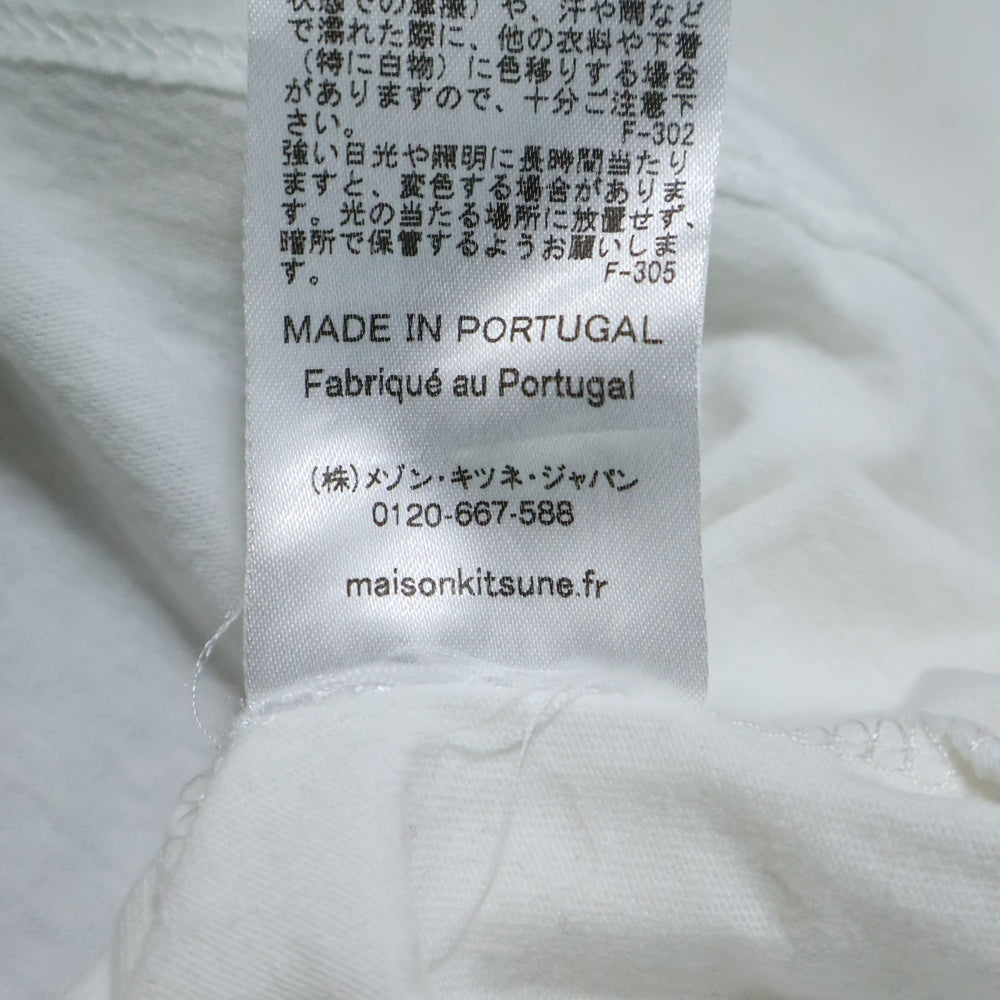 状態での摩擦）や、汗や雨など
で濡れた際に、他の衣料や下着
（特に白物）に色移りする場合
がありますので、十分ご注意下
さい。 F-302
強い日光や照明に長時間当たり
ますと、変色する場合がありま
す。光の当たる場所に放置せず、
暗所で保管するようお願いしま
す。 F-305
MADE IN PORTUGAL
Fabriqué au Portugal
（株）メゾン・キツネ・ジャパン
0120-667-588
maisonkitsune.fr